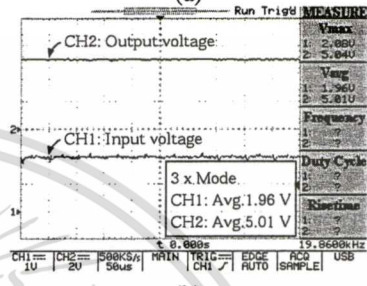 Run Trig'd MEASURE
CH2: Output voltage
Vmax
1: 2.08V
2: 5.04V
Vavg
1: 1.96V
2: 5.01V
Frequency
1: ?
2: ?
2▸
CH1: Input voltage
Duty Cycle
1: ?
2: ?
3 x Mode
CH1: Avg.1.96 V
CH2: Avg.5.01 V
Risetime
1: ?
2: ?
1▸
t 0.000s
19.8600kHz
CH1 CH2 500KS/s MAIN TRIG EDGE ACQ USB
1V 2V 50us CH1 AUTO SAMPLE